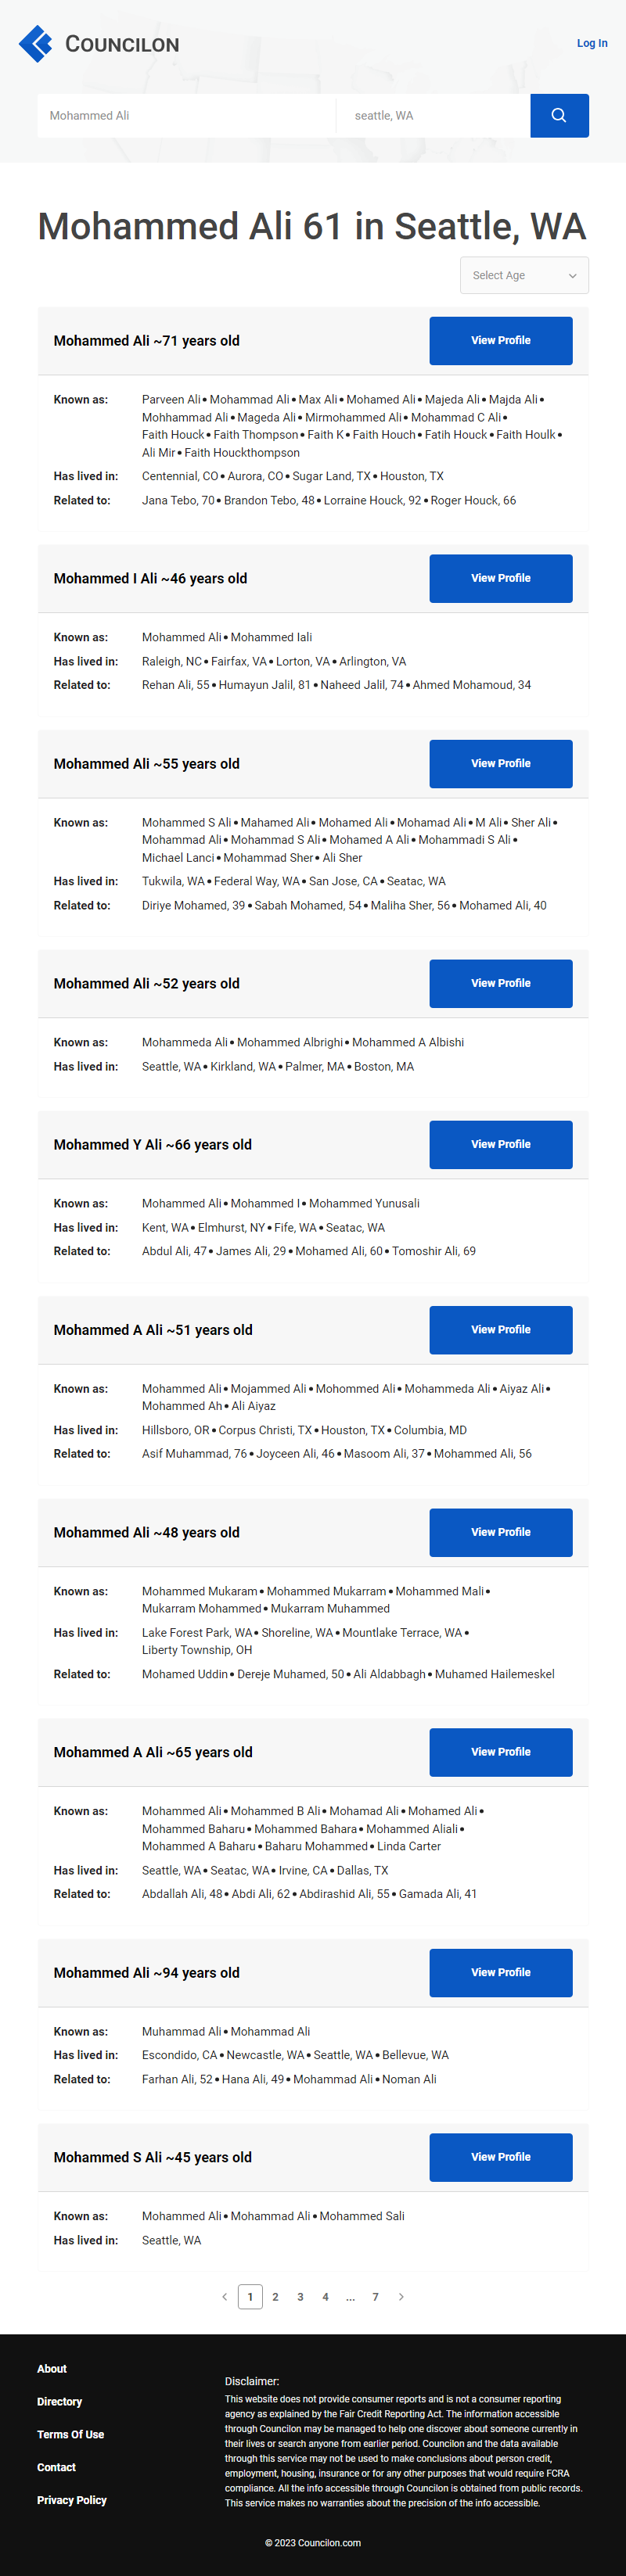 COUNCILON
Log In
Mohammed Ali
seattle, WA
Mohammed Ali 61 in Seattle, WA
Select Age
Mohammed Ali ~71 years old
View Profile
Known as: Parveen Ali • Mohammad Ali • Max Ali • Mohamed Ali • Majeda Ali • Majda Ali •
Mohhammad Ali • Mageda Ali • Mirmohammed Ali • Mohammad C Ali •
Faith Houck • Faith Thompson • Faith K • Faith Houch • Fatih Houck • Faith Houlk •
Ali Mir • Faith Houckthompson
Has lived in: Centennial, CO • Aurora, CO • Sugar Land, TX • Houston, TX
Related to: Jana Tebo, 70 • Brandon Tebo, 48 • Lorraine Houck, 92 • Roger Houck, 66
Mohammed I Ali ~46 years old
View Profile
Known as: Mohammed Ali • Mohammed Iali
Has lived in: Raleigh, NC • Fairfax, VA • Lorton, VA • Arlington, VA
Related to: Rehan Ali, 55 • Humayun Jalil, 81 • Naheed Jalil, 74 • Ahmed Mohamoud, 34
Mohammed Ali ~55 years old
View Profile
Known as: Mohammed S Ali • Mahamed Ali • Mohamed Ali • Mohamad Ali • M Ali • Sher Ali •
Mohammad Ali • Mohammad S Ali • Mohamed A Ali • Mohammadi S Ali •
Michael Lanci • Mohammad Sher • Ali Sher
Has lived in: Tukwila, WA • Federal Way, WA • San Jose, CA • Seatac, WA
Related to: Diriye Mohamed, 39 • Sabah Mohamed, 54 • Maliha Sher, 56 • Mohamed Ali, 40
Mohammed Ali ~52 years old
View Profile
Known as: Mohammeda Ali • Mohammed Albrighi • Mohammed A Albishi
Has lived in: Seattle, WA • Kirkland, WA • Palmer, MA • Boston, MA
Mohammed Y Ali ~66 years old
View Profile
Known as: Mohammed Ali • Mohammed I • Mohammed Yunusali
Has lived in: Kent, WA • Elmhurst, NY • Fife, WA • Seatac, WA
Related to: Abdul Ali, 47 • James Ali, 29 • Mohamed Ali, 60 • Tomoshir Ali, 69
Mohammed A Ali ~51 years old
View Profile
Known as: Mohammed Ali • Mojammed Ali • Mohommed Ali • Mohammeda Ali • Aiyaz Ali •
Mohammed Ah • Ali Aiyaz
Has lived in: Hillsboro, OR • Corpus Christi, TX • Houston, TX • Columbia, MD
Related to: Asif Muhammad, 76 • Joyceen Ali, 46 • Masoom Ali, 37 • Mohammed Ali, 56
Mohammed Ali ~48 years old
View Profile
Known as: Mohammed Mukaram • Mohammed Mukarram • Mohammed Mali •
Mukarram Mohammed • Mukarram Muhammed
Has lived in: Lake Forest Park, WA • Shoreline, WA • Mountlake Terrace, WA •
Liberty Township, OH
Related to: Mohamed Uddin • Dereje Muhamed, 50 • Ali Aldabbagh • Muhamed Hailemeskel
Mohammed A Ali ~65 years old
View Profile
Known as: Mohammed Ali • Mohammed B Ali • Mohamad Ali • Mohamed Ali •
Mohammed Baharu • Mohammed Bahara • Mohammed Aliali •
Mohammed A Baharu • Baharu Mohammed • Linda Carter
Has lived in: Seattle, WA • Seatac, WA • Irvine, CA • Dallas, TX
Related to: Abdallah Ali, 48 • Abdi Ali, 62 • Abdirashid Ali, 55 • Gamada Ali, 41
Mohammed Ali ~94 years old
View Profile
Known as: Muhammad Ali • Mohammad Ali
Has lived in: Escondido, CA • Newcastle, WA • Seattle, WA • Bellevue, WA
Related to: Farhan Ali, 52 • Hana Ali, 49 • Mohammad Ali • Noman Ali
Mohammed S Ali ~45 years old
View Profile
Known as: Mohammed Ali • Mohammad Ali • Mohammed Sali
Has lived in: Seattle, WA
1 2 3 4 ... 7
About
Directory
Terms Of Use
Contact
Privacy Policy
Disclaimer:
This website does not provide consumer reports and is not a consumer reporting
agency as explained by the Fair Credit Reporting Act. The information accessible
through Councilon may be managed to help one discover about someone currently in
their lives or search anyone from earlier period. Councilon and the data available
through this service may not be used to make conclusions about person credit,
employment, housing, insurance or for any other purposes that would require FCRA
compliance. All the info accessible through Councilon is obtained from public records.
This service makes no warranties about the precision of the info accessible.
© 2023 Councilon.com